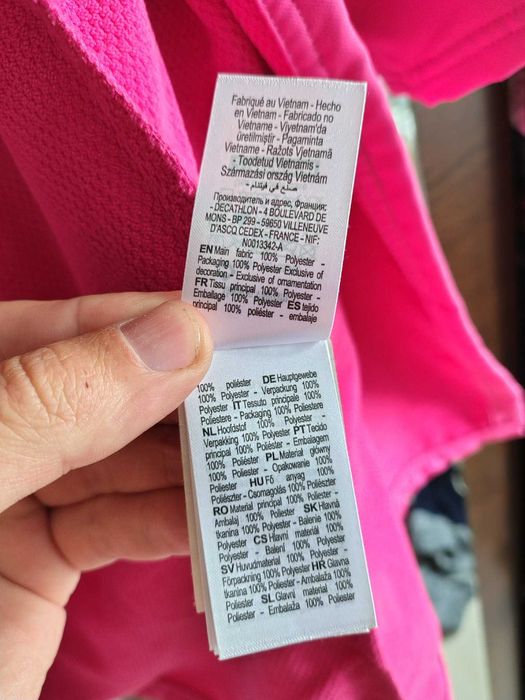 Fabriqué au Vietnam - Hecho
en Vietnam - Fabricado no
Vietname - Viyetnam'da
üretilmiştir - Pagaminta
Vietname - Ražots Vjetnamā
- Toodetud Vietnamis -
Származási ország Vietnám
- صنع في فيتنام
Производитель и адрес, Франция:
- DECATHLON - 4 BOULEVARD DE
MONS - BP 299 - 59650 VILLENEUVE
D'ASCQ CEDEX - FRANCE - NIF:
N0013342-A
EN Main fabric 100% Polyester -
Packaging 100% Polyester Exclusive of
decoration - Exclusive of ornamentation
FR Tissu principal 100% Polyester -
Emballage 100% Polyester ES tejido
principal 100% poliéster - embalaje
100% poliéster DE Hauptgewebe
100% Polyester - Verpackung 100%
Polyester IT Tessuto principale 100%
Poliestere - Packaging 100% Poliestere
NL Hoofdstof 100% Polyester -
Verpakking 100% Polyester PT Tecido
principal 100% Poliéster - Embalagem
100% Poliéster PL Materiał główny
100% Poliester - Opakowanie 100%
Poliester HU Fő anyag 100%
Poliészter - Csomagolás 100% Poliészter
RO Material principal 100% Poliester -
Ambalaj 100% Poliester SK Hlavná
tkanina 100% Polyester - Balenie 100%
Polyester CS Hlavní materiál 100%
Polyester - Balení 100% Polyester
SV Huvudmaterial 100% Polyester -
Förpackning 100% Polyester HR Glavna
tkanina 100% Poliester - Ambalaža 100%
Poliester SL Glavni material 100%
Poliester - Embalaža 100% Poliester